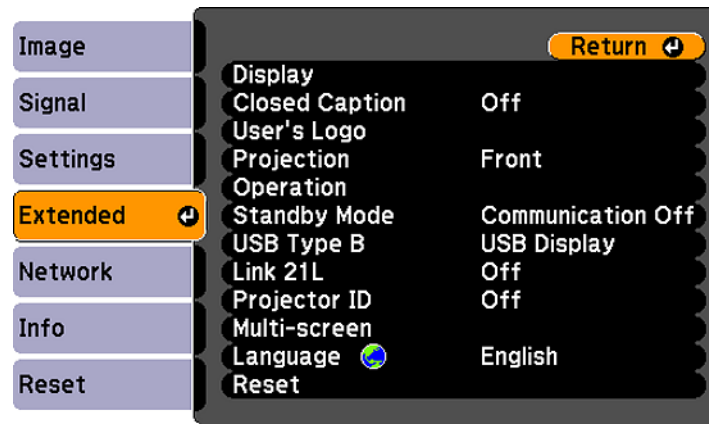 Image
Signal
Settings
Extended
Network
Info
Reset
Return
Display
Closed Caption Off
User's Logo
Projection Front
Operation
Standby Mode Communication Off
USB Type B USB Display
Link 21L Off
Projector ID Off
Multi-screen
Language English
Reset